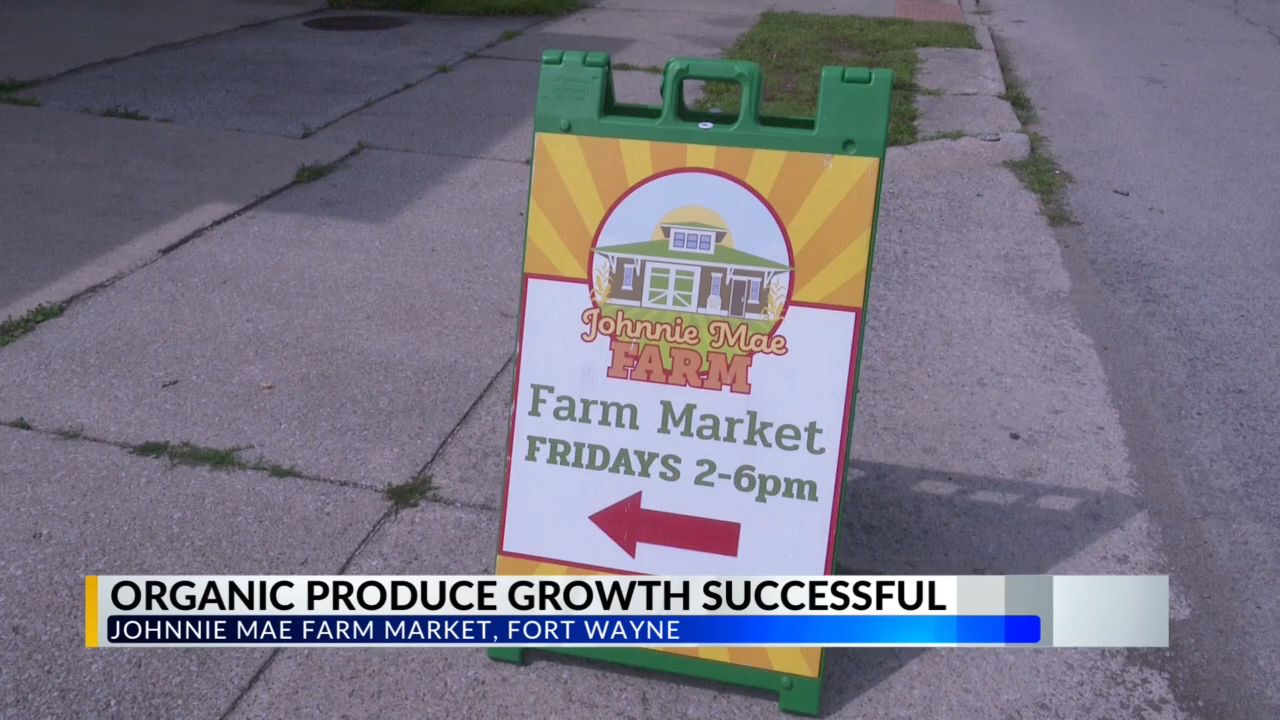 Johnnie Mae
FARM
Farm Market
FRIDAYS 2-6pm
ORGANIC PRODUCE GROWTH SUCCESSFUL
JOHNNIE MAE FARM MARKET, FORT WAYNE